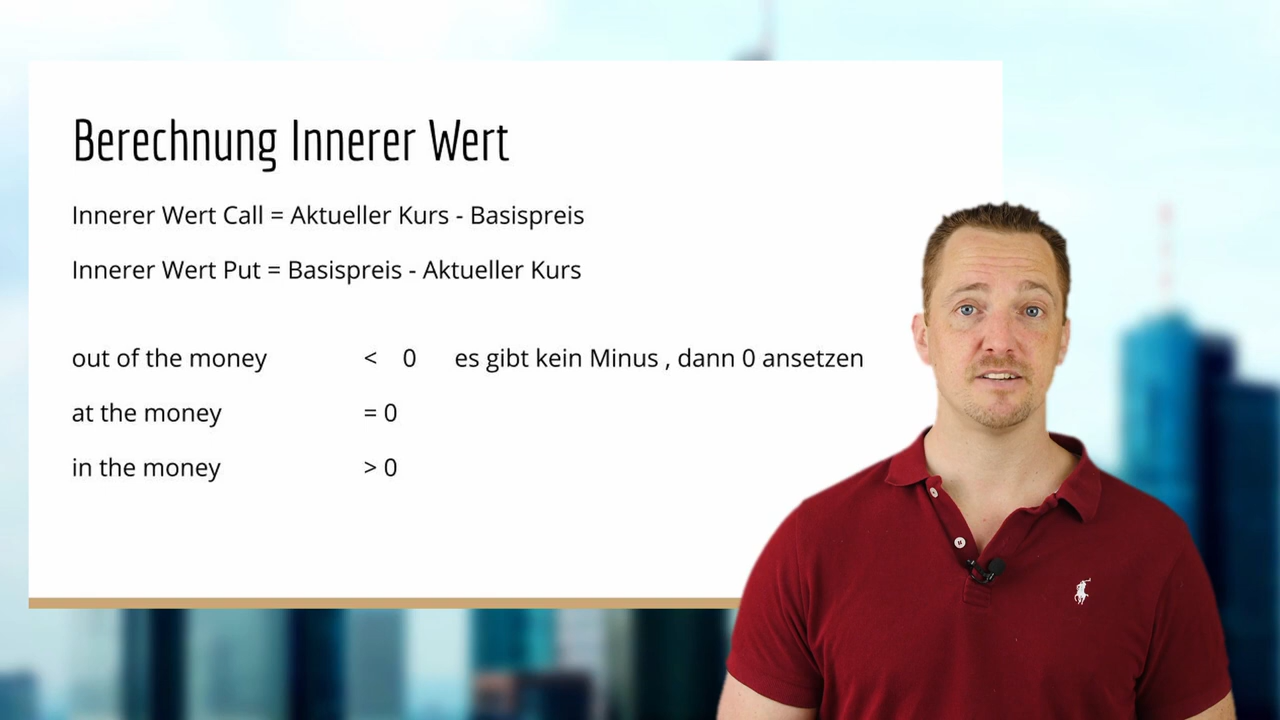 Berechnung Innerer Wert
Innerer Wert Call = Aktueller Kurs - Basispreis
Innerer Wert Put = Basispreis - Aktueller Kurs
out of the money < 0 es gibt kein Minus , dann 0 ansetzen
at the money = 0
in the money > 0